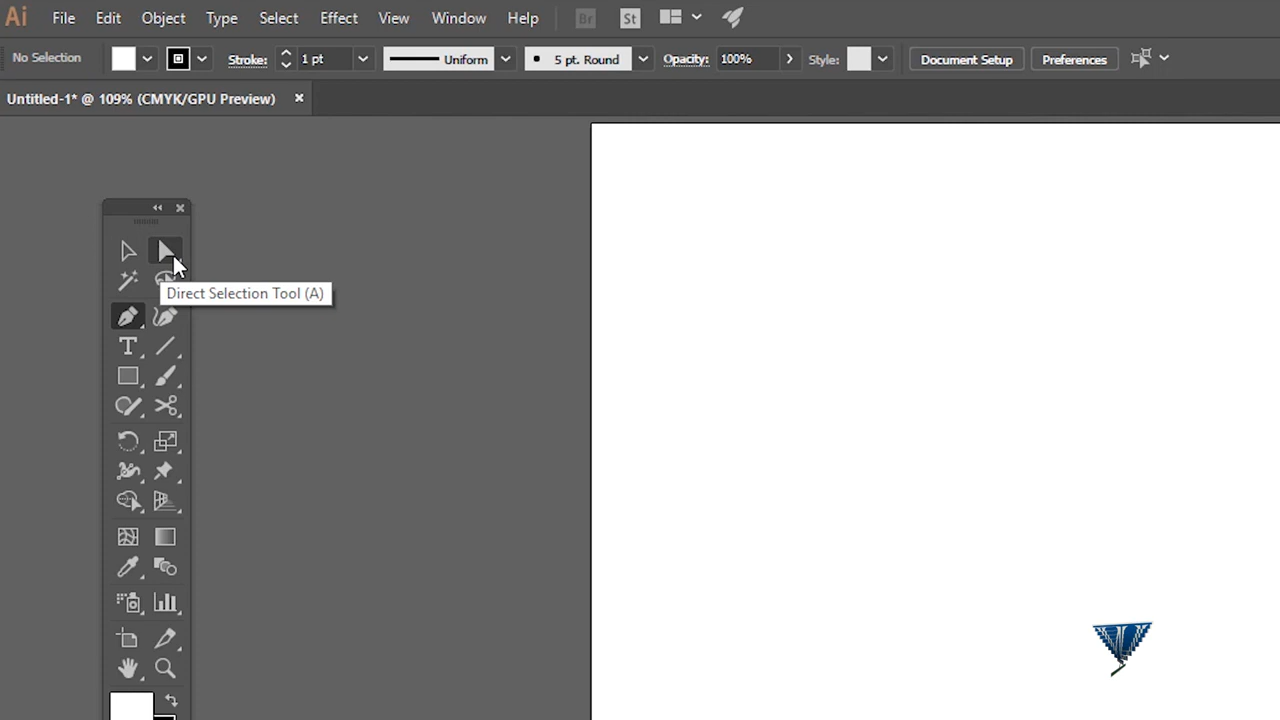 Ai File Edit Object Type Select Effect View Window Help Br St
No Selection Stroke: 1 pt Uniform 5 pt. Round Opacity: 100% Style: Document Setup Preferences
Untitled-1* @ 109% (CMYK/GPU Preview)
Direct Selection Tool (A)